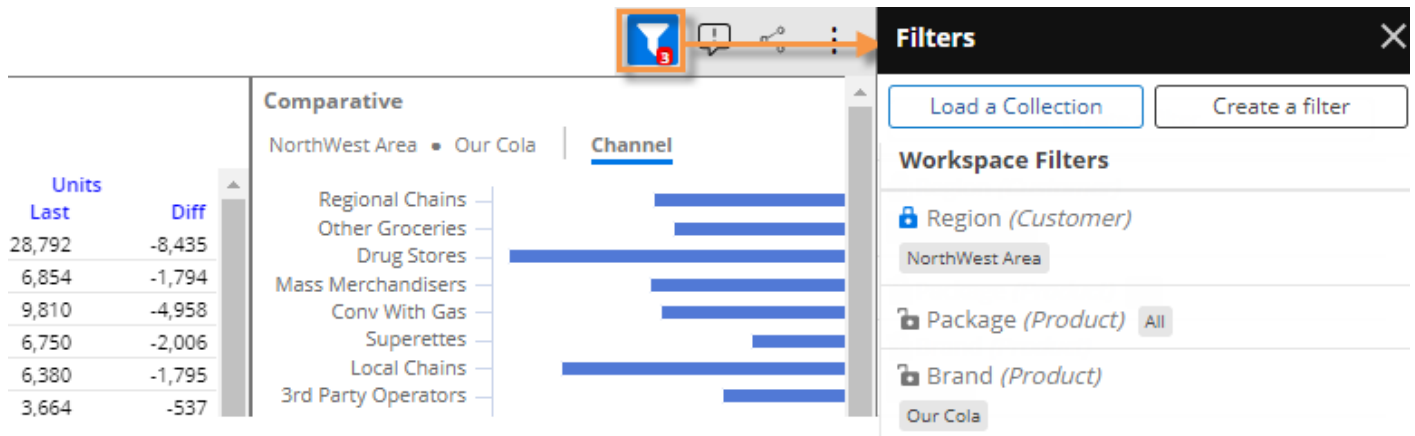 3
!
Filters
Load a Collection
Create a filter
Workspace Filters
Region (Customer)
NorthWest Area
Package (Product) All
Brand (Product)
Our Cola
Units
Last Diff
28,792 -8,435
6,854 -1,794
9,810 -4,958
6,750 -2,006
6,380 -1,795
3,664 -537
Comparative
NorthWest Area • Our Cola Channel
Regional Chains
Other Groceries
Drug Stores
Mass Merchandisers
Conv With Gas
Superettes
Local Chains
3rd Party Operators